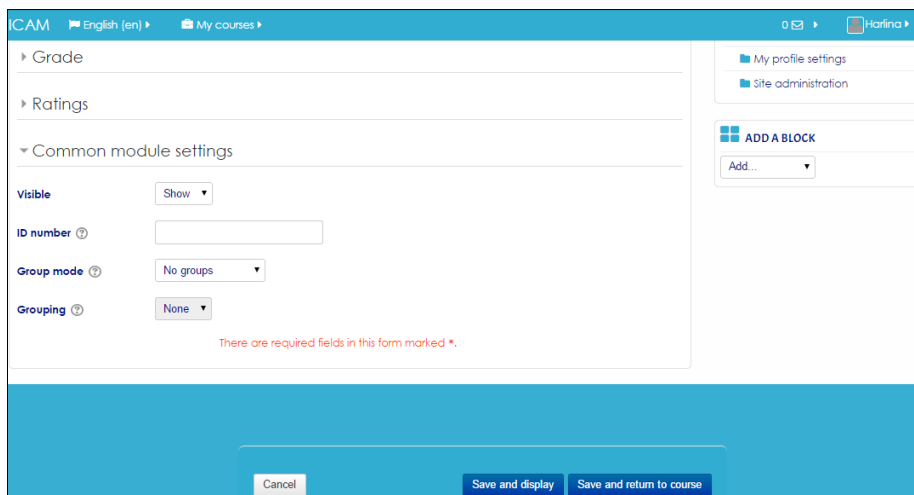 ICAM English (en) My courses 0 Harlina
Grade
Ratings
Common module settings
Visible Show
ID number
Group mode No groups
Grouping None
There are required fields in this form marked *.
My profile settings
Site administration
ADD A BLOCK
Add...
Cancel Save and display Save and return to course